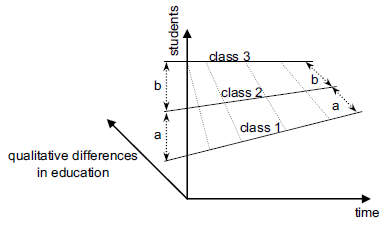 students
class 3
b
b
class 2
a
a
class 1
qualitative differences
in education
time